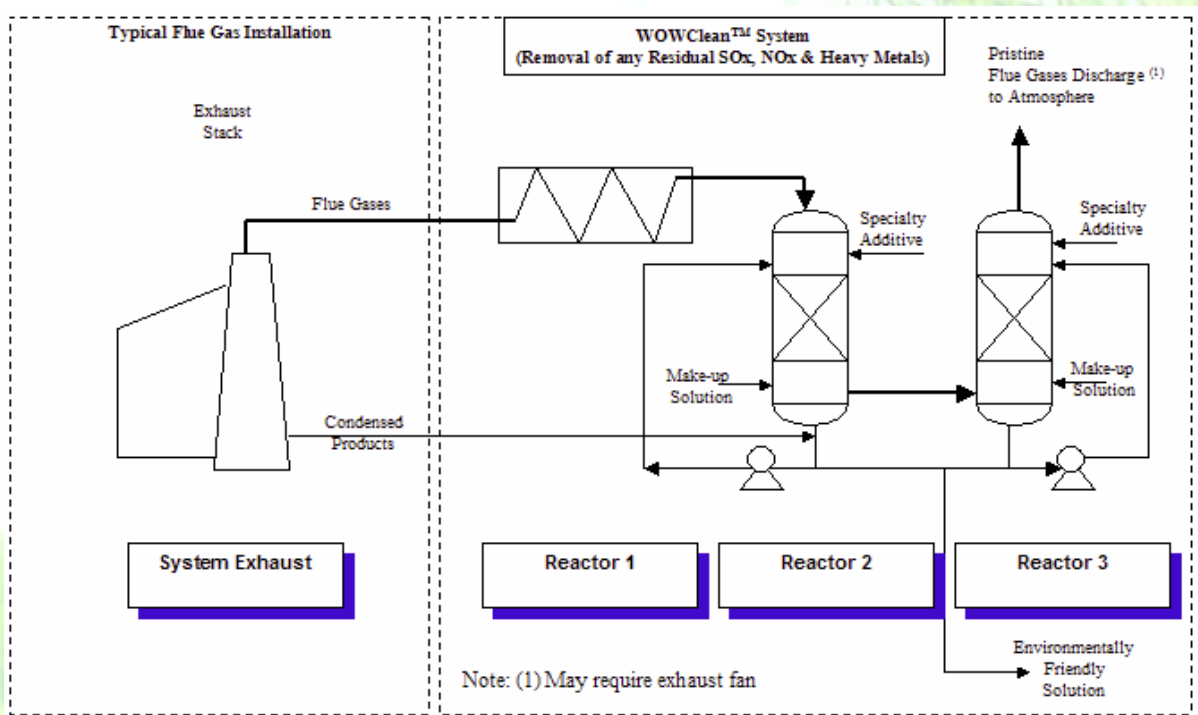 Typical Flue Gas Installation
WOWClean™ System
(Removal of any Residual SOx, NOx & Heavy Metals)
Pristine
Flue Gases Discharge (1)
to Atmosphere
Exhaust
Stack
Flue Gases
Specialty
Additive
Specialty
Additive
Make-up
Solution
Make-up
Solution
Condensed
Products
System Exhaust
Reactor 1
Reactor 2
Reactor 3
Environmentally
Friendly
Solution
Note: (1) May require exhaust fan